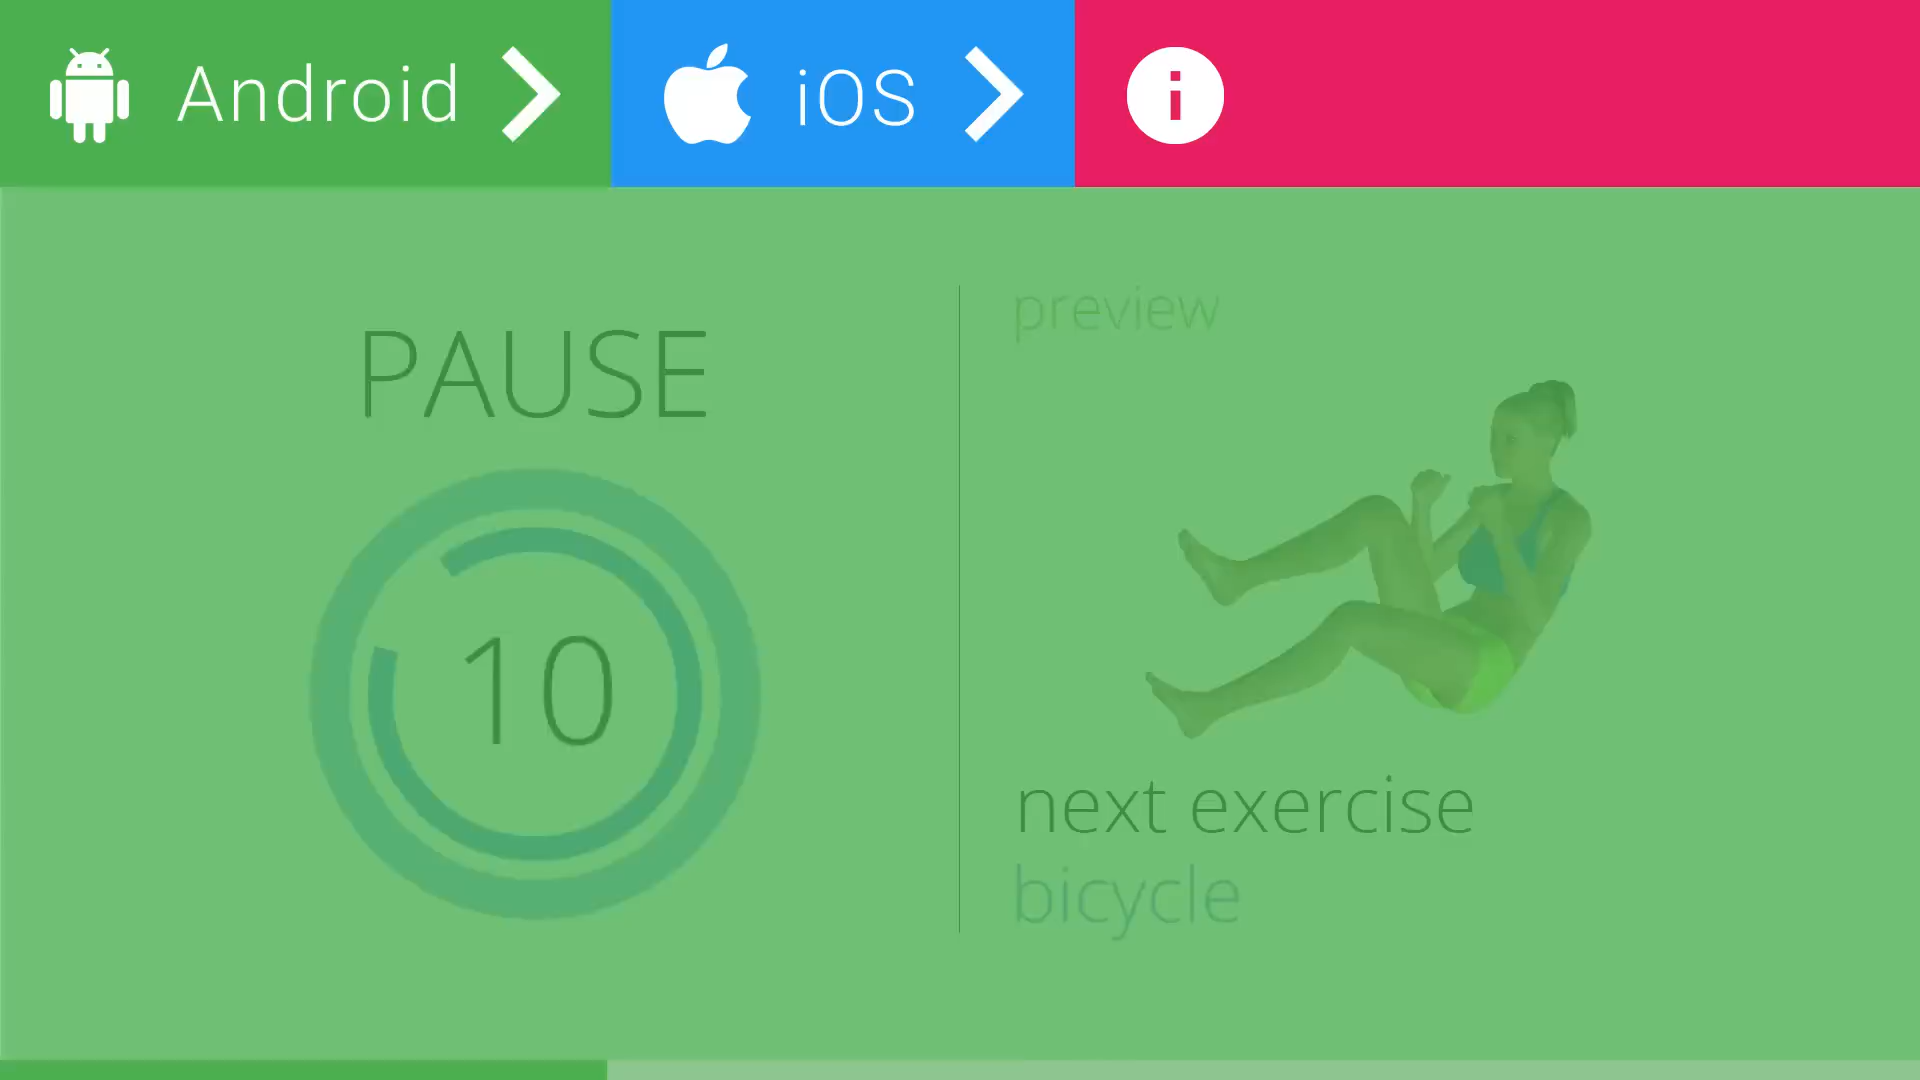 Android
iOS
i
PAUSE
10
preview
next exercise
bicycle